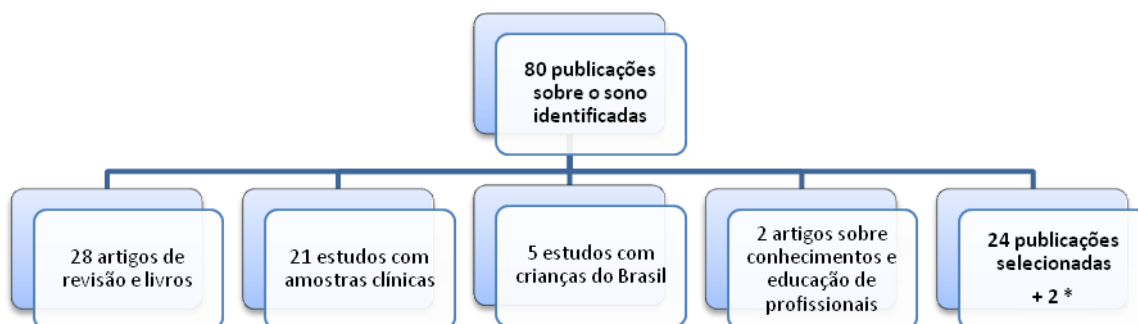 80 publicações
sobre o sono
identificadas
28 artigos de
revisão e livros
21 estudos com
amostras clínicas
5 estudos com
crianças do Brasil
2 artigos sobre
conhecimentos e
educação de
profissionais
24 publicações
selecionadas
+ 2 *